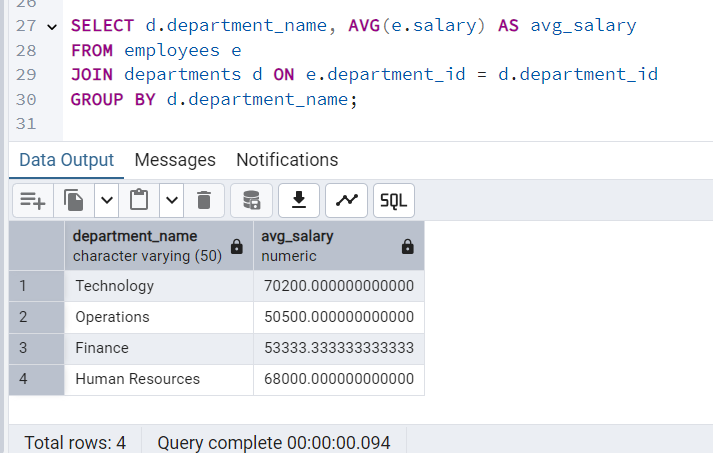 26
27 SELECT d.department_name, AVG(e.salary) AS avg_salary
28 FROM employees e
29 JOIN departments d ON e.department_id = d.department_id
30 GROUP BY d.department_name;
31
Data Output Messages Notifications
SQL
department_name avg_salary
character varying (50) numeric
1 Technology 70200.000000000000
2 Operations 50500.000000000000
3 Finance 53333.333333333333
4 Human Resources 68000.000000000000
Total rows: 4 Query complete 00:00:00.094